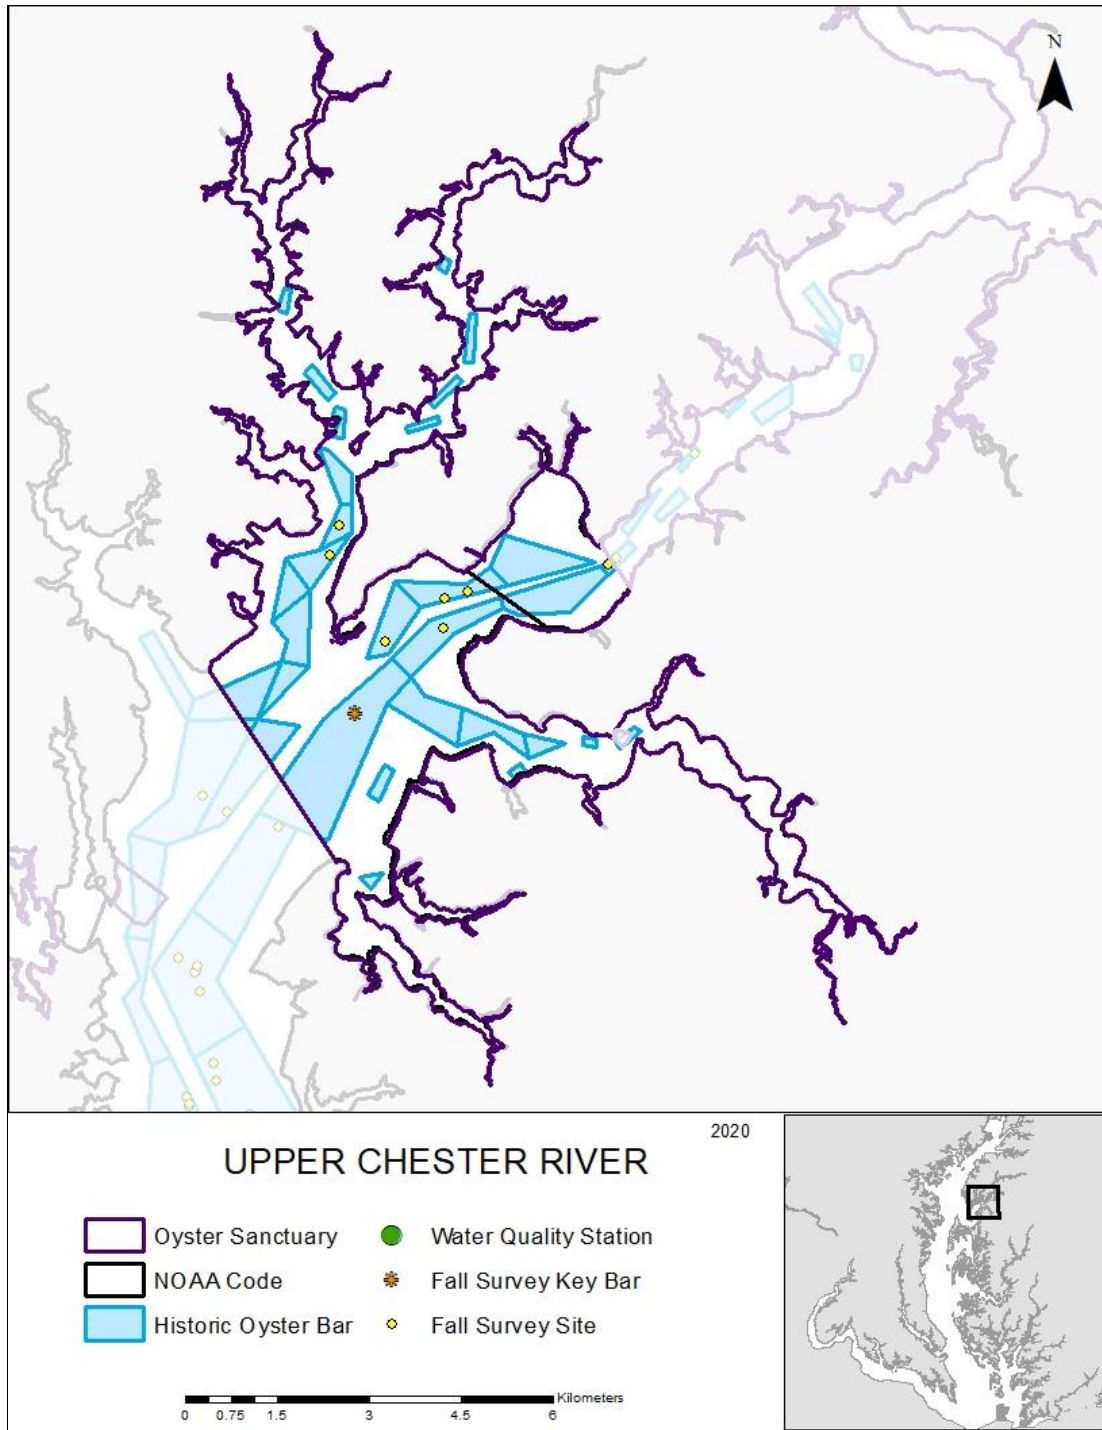 N
2020
UPPER CHESTER RIVER
Oyster Sanctuary
Water Quality Station
NOAA Code
Fall Survey Key Bar
Historic Oyster Bar
Fall Survey Site
Kilometers
0 0.75 1.5 3 4.5 6